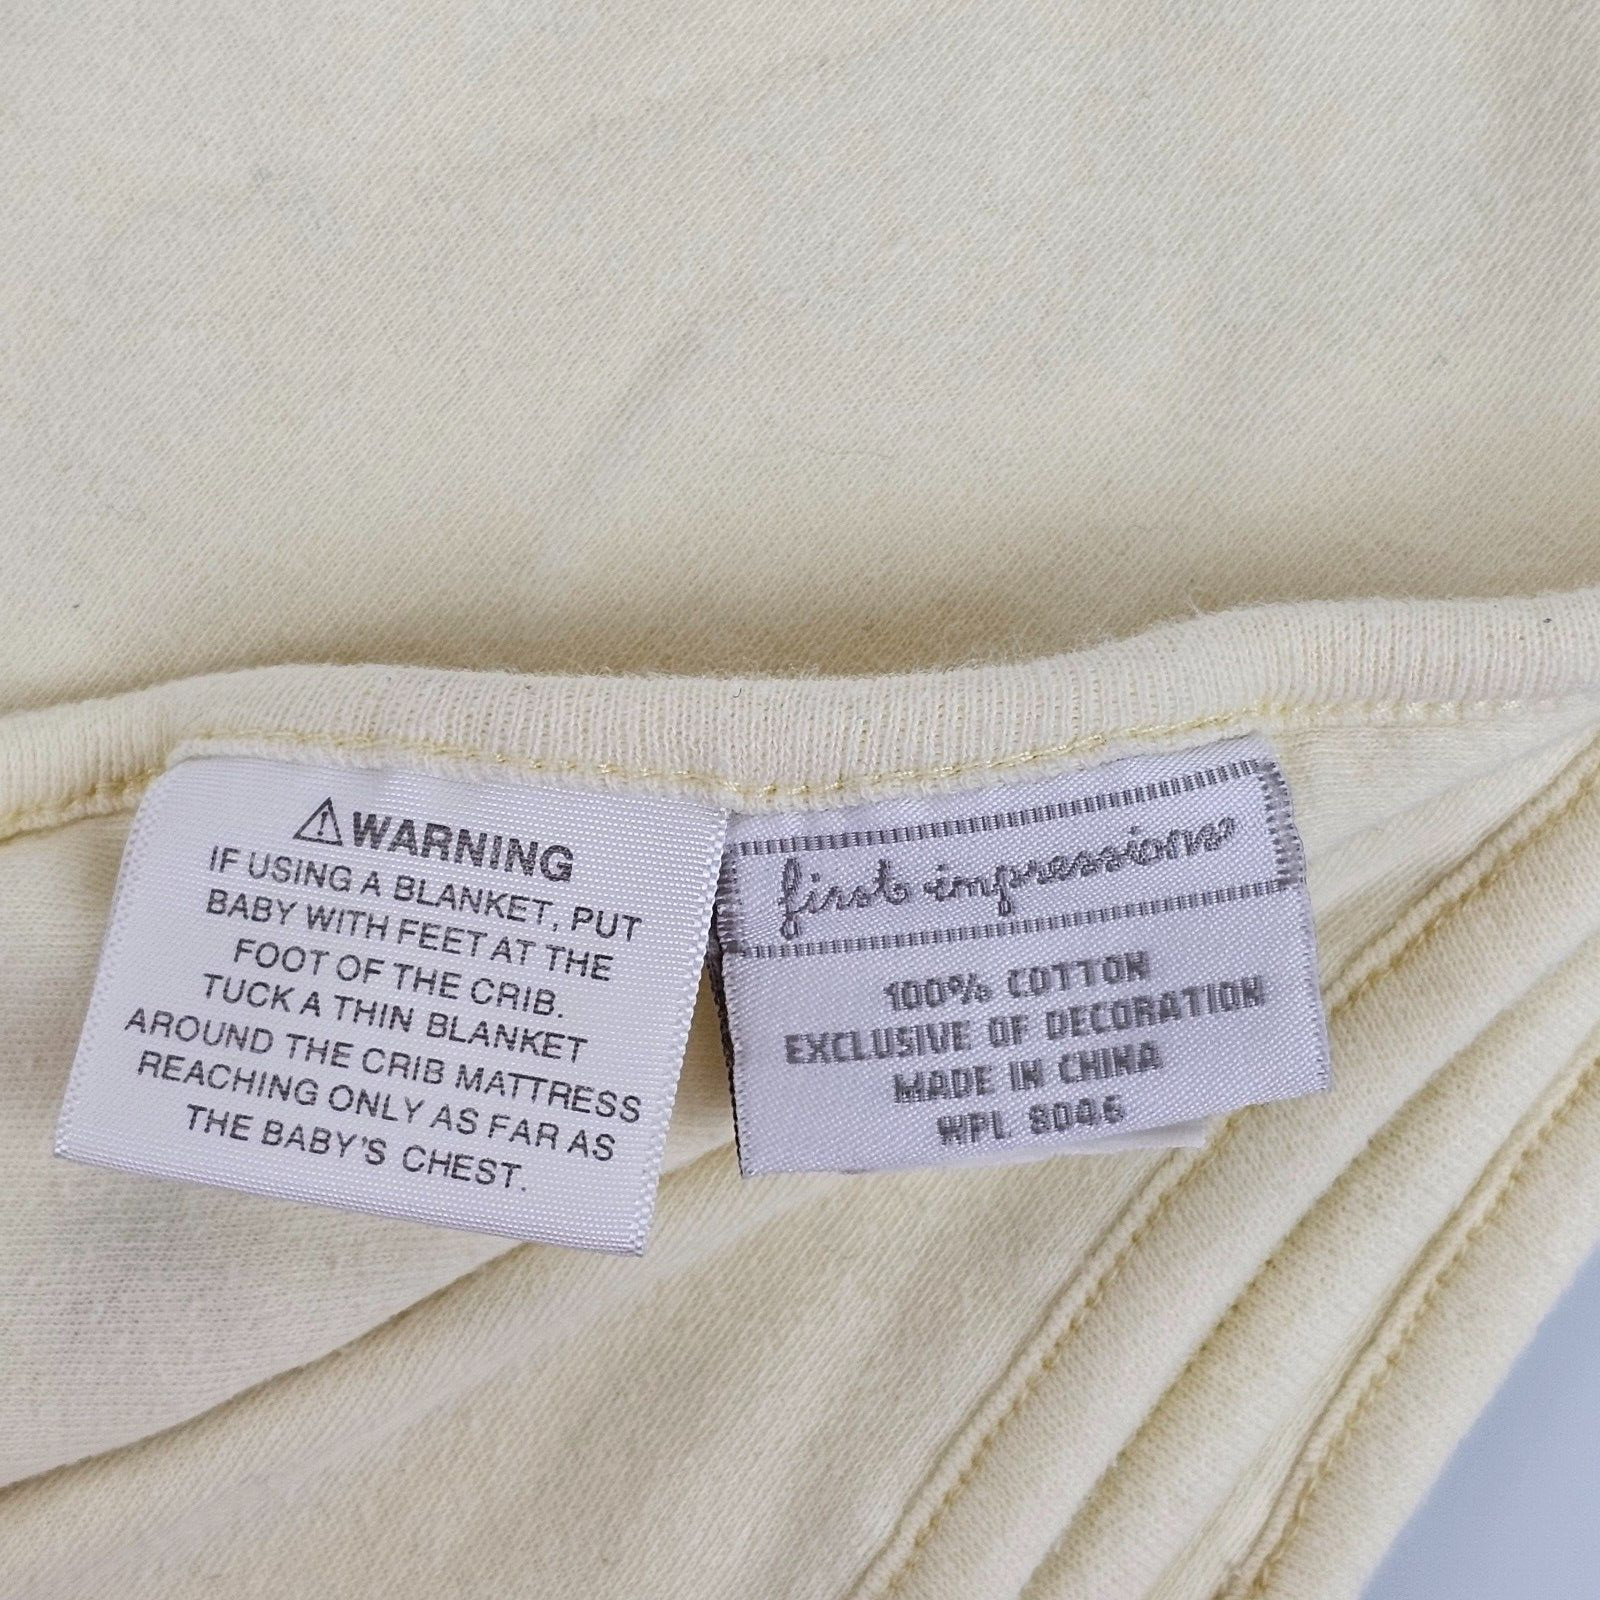 ⚠WARNING
IF USING A BLANKET, PUT
BABY WITH FEET AT THE
FOOT OF THE CRIB.
TUCK A THIN BLANKET
AROUND THE CRIB MATTRESS
REACHING ONLY AS FAR AS
THE BABY'S CHEST.
first impressions
100% COTTON
EXCLUSIVE OF DECORATION
MADE IN CHINA
WPL 8046